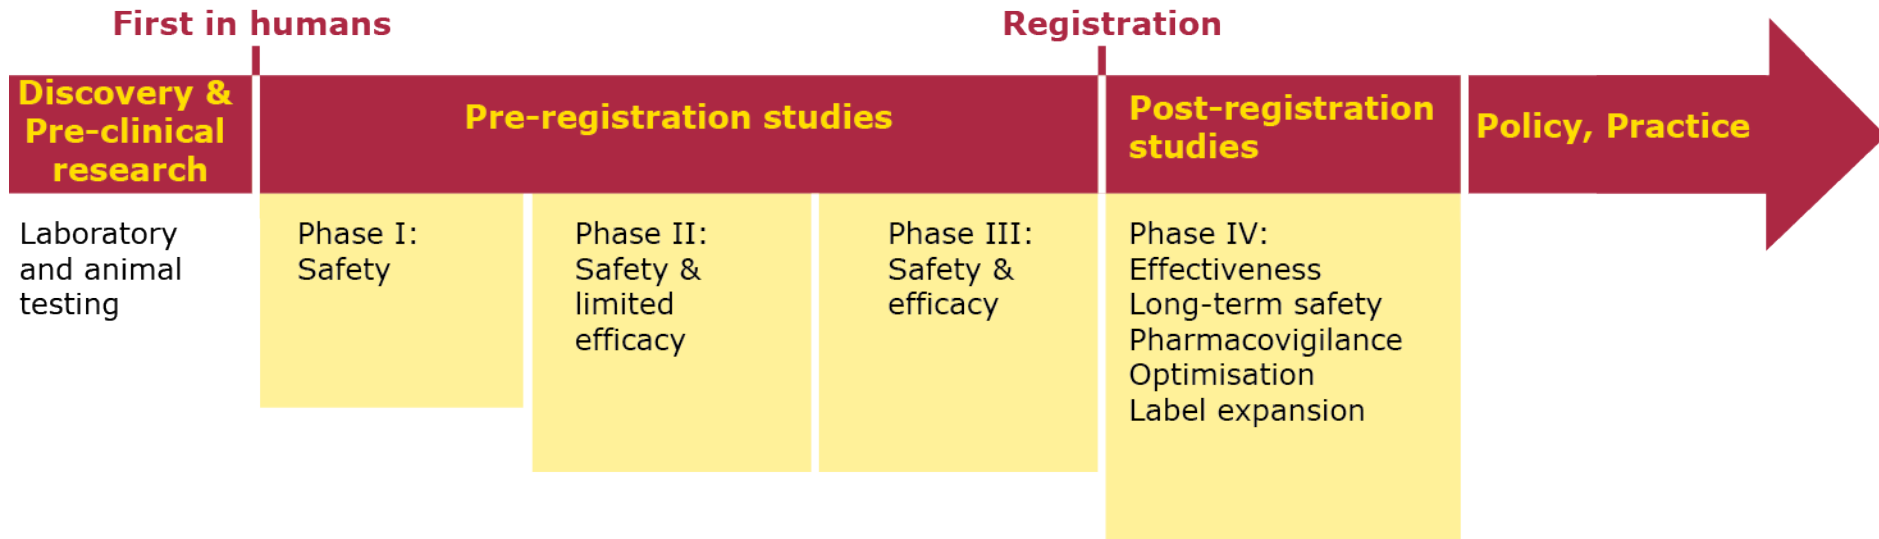 First in humans
Registration
Discovery &
Pre-clinical
research
Pre-registration studies
Post-registration
studies
Policy, Practice
Laboratory
and animal
testing
Phase I:
Safety
Phase II:
Safety &
limited
efficacy
Phase III:
Safety &
efficacy
Phase IV:
Effectiveness
Long-term safety
Pharmacovigilance
Optimisation
Label expansion